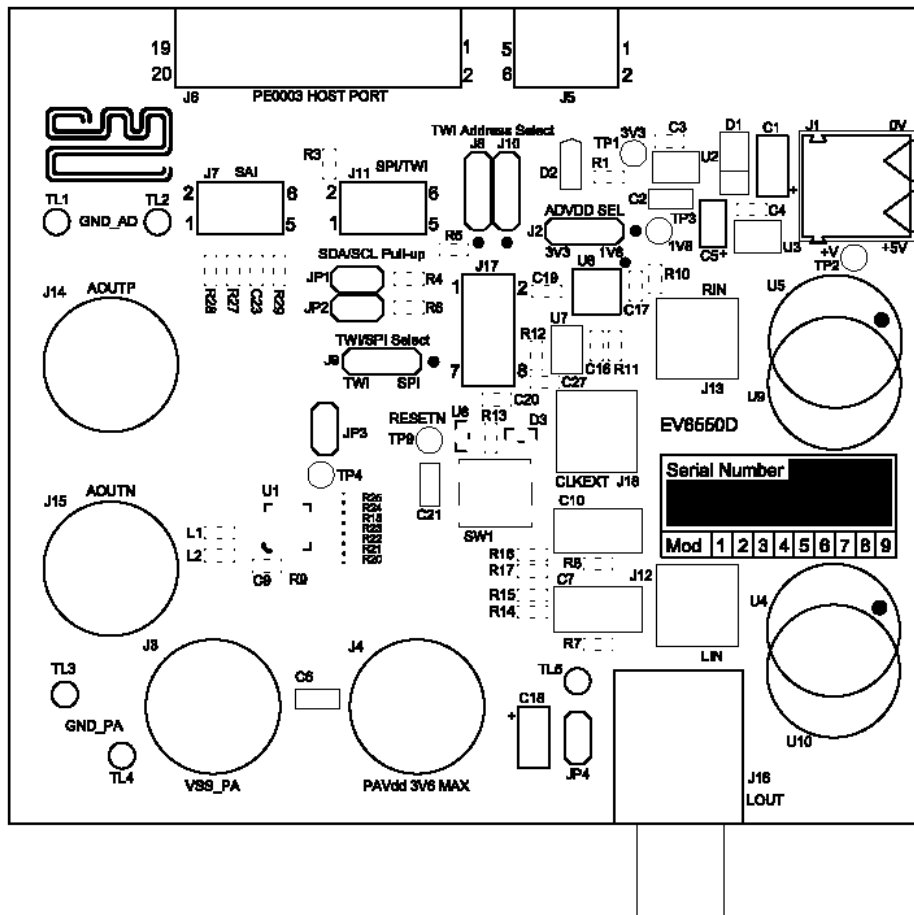 19 1 5 1
20 2 6 2
J6 PE0003 HOST PORT J5
TWI Address Select
J8 J10
TP1 3V3 C3 D1 C1 J1 0V
R3 SPI/TWI D2 R1 U2
J7 SAI J11
2 6 2 6 C2 C4
TL1 GND_AD TL2 ADVDD SEL TP3
1 5 1 5 J2 3V3 1V8 1V8 C5+ U3 +V +5V
R5 TP2
SDA/SCL Pull-up J17
J14 AOUTP JP1 R4 1 2 C19 U8 R10 RIN U5
R28 R27 C23 R29 JP2 R6 C17
TWI/SPI Select R12 U7
J9 TWI SPI 7 8 C16 R11
C27 J13
C20 U9
RESETN U6 R13 D3 EV6550D
JP3 TP9
TP4 Serial Number
J15 AOUTN U1 CLKEXT J18
R25
R24
R18
R23
R22
R21
R20
C21 C10
SW1 Mod 1 2 3 4 5 6 7 8 9
L1
L2 C9 R9 R16 R8
R17 C7 J12 U4
R15
R14
J3 J4 R7 LIN
TL3 C6 TL5
C18
GND_PA + U10
TL4 VSS_PA PAVdd 3V6 MAX JP4 J16
LOUT